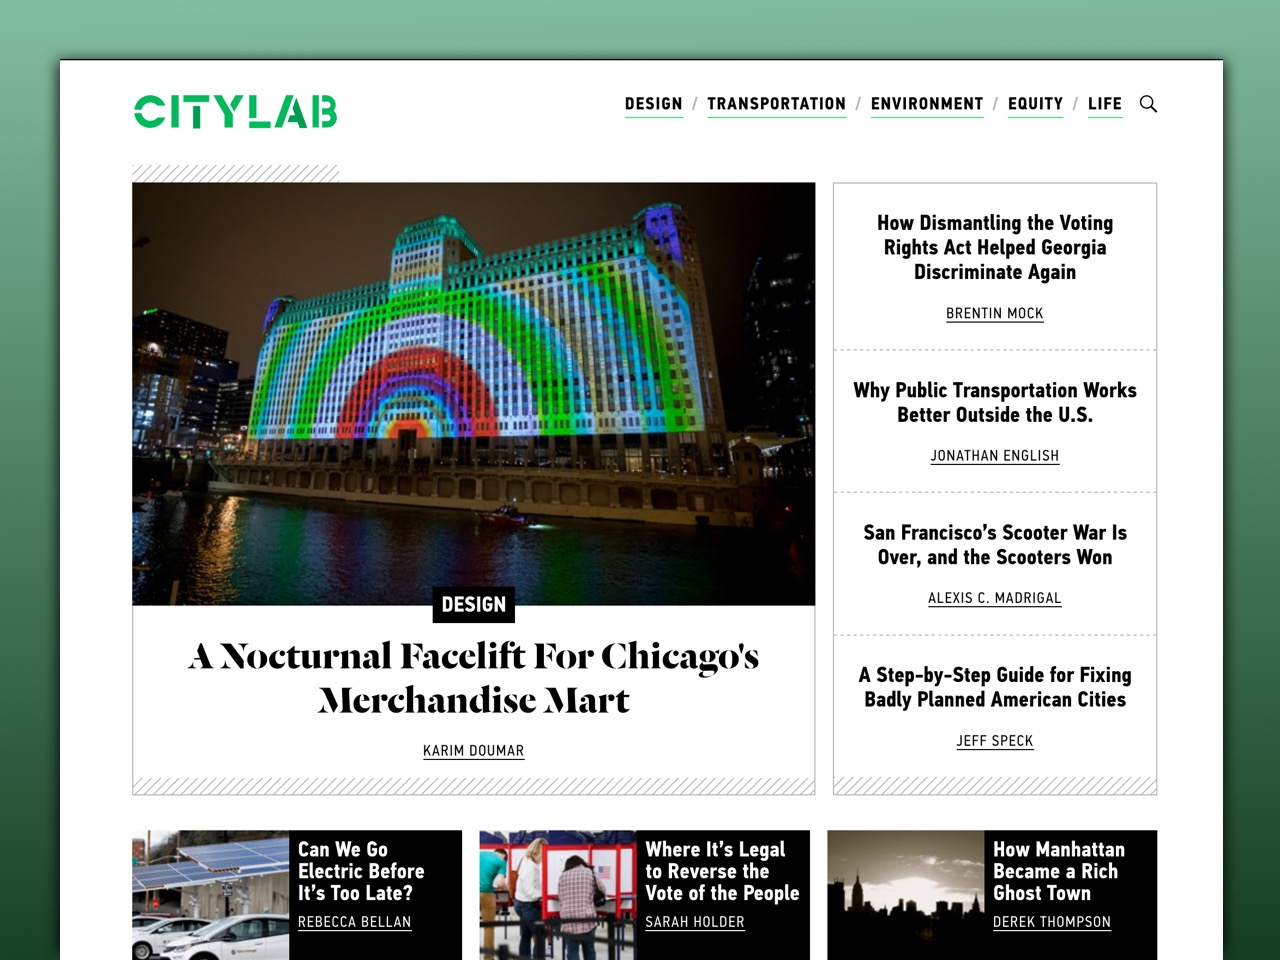 CITYLAB
DESIGN / TRANSPORTATION / ENVIRONMENT / EQUITY / LIFE
DESIGN
A Nocturnal Facelift For Chicago's
Merchandise Mart
KARIM DOUMAR
How Dismantling the Voting
Rights Act Helped Georgia
Discriminate Again
BRENTIN MOCK
Why Public Transportation Works
Better Outside the U.S.
JONATHAN ENGLISH
San Francisco’s Scooter War Is
Over, and the Scooters Won
ALEXIS C. MADRIGAL
A Step-by-Step Guide for Fixing
Badly Planned American Cities
JEFF SPECK
Can We Go
Electric Before
It’s Too Late?
REBECCA BELLAN
Where It’s Legal
to Reverse the
Vote of the People
SARAH HOLDER
How Manhattan
Became a Rich
Ghost Town
DEREK THOMPSON